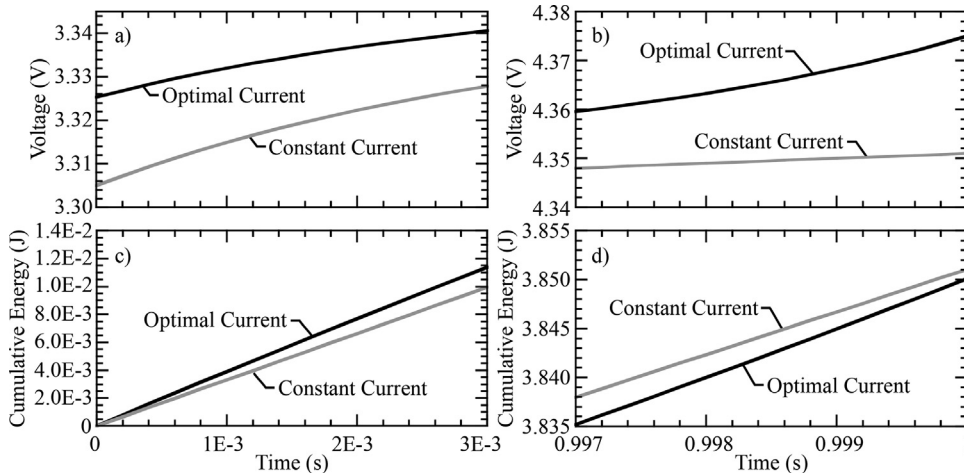 a)
3.34
3.33
3.32
3.31
3.30
Voltage (V)
Optimal Current
Constant Current
b)
4.38
4.37
4.36
4.35
4.34
Voltage (V)
Optimal Current
Constant Current
c)
1.4E-2
1.2E-2
1.0E-2
8.0E-3
6.0E-3
4.0E-3
2.0E-3
0
Cumulative Energy (J)
Optimal Current
Constant Current
0
1E-3
2E-3
3E-3
Time (s)
d)
3.855
3.850
3.845
3.840
3.835
Cumulative Energy (J)
Constant Current
Optimal Current
0.997
0.998
0.999
Time (s)